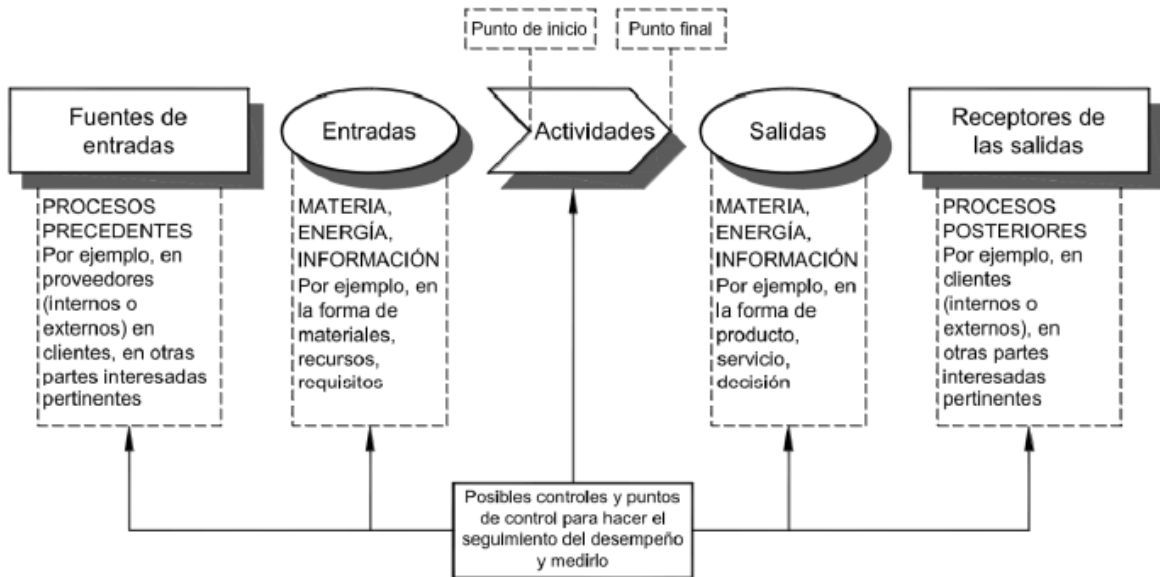 Punto de inicio
Punto final
Fuentes de
entradas
Entradas
Actividades
Salidas
Receptores de
las salidas
PROCESOS
PRECEDENTES
Por ejemplo, en
proveedores
(internos o
externos) en
clientes, en otras
partes interesadas
pertinentes
MATERIA,
ENERGÍA,
INFORMACIÓN
Por ejemplo, en
la forma de
materiales,
recursos,
requisitos
MATERIA,
ENERGÍA,
INFORMACIÓN
Por ejemplo, en
la forma de
producto,
servicio,
decisión
PROCESOS
POSTERIORES
Por ejemplo, en
clientes
(internos o
externos), en
otras partes
interesadas
pertinentes
Posibles controles y puntos
de control para hacer el
seguimiento del desempeño
y medirlo